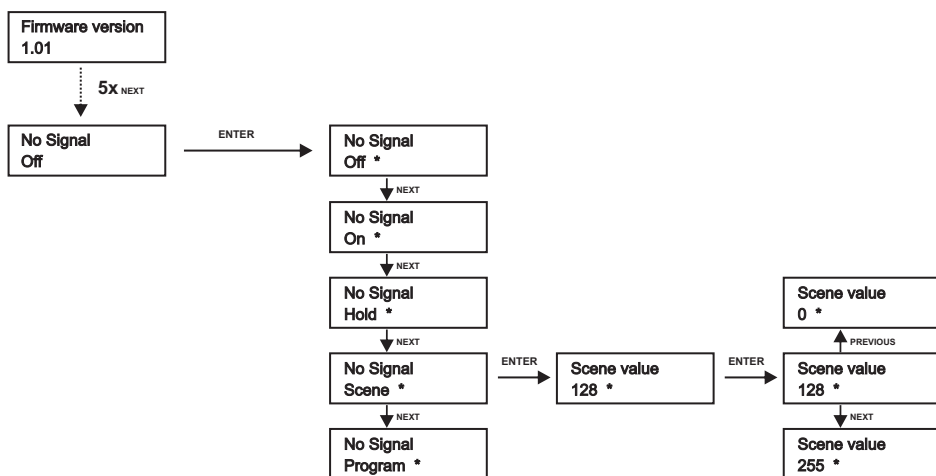 Firmware version
1.01
5x NEXT
No Signal
Off
ENTER
No Signal
Off *
NEXT
No Signal
On *
NEXT
No Signal
Hold *
NEXT
No Signal
Scene *
NEXT
No Signal
Program *
ENTER
Scene value
128 *
ENTER
Scene value
0 *
PREVIOUS
Scene value
128 *
NEXT
Scene value
255 *